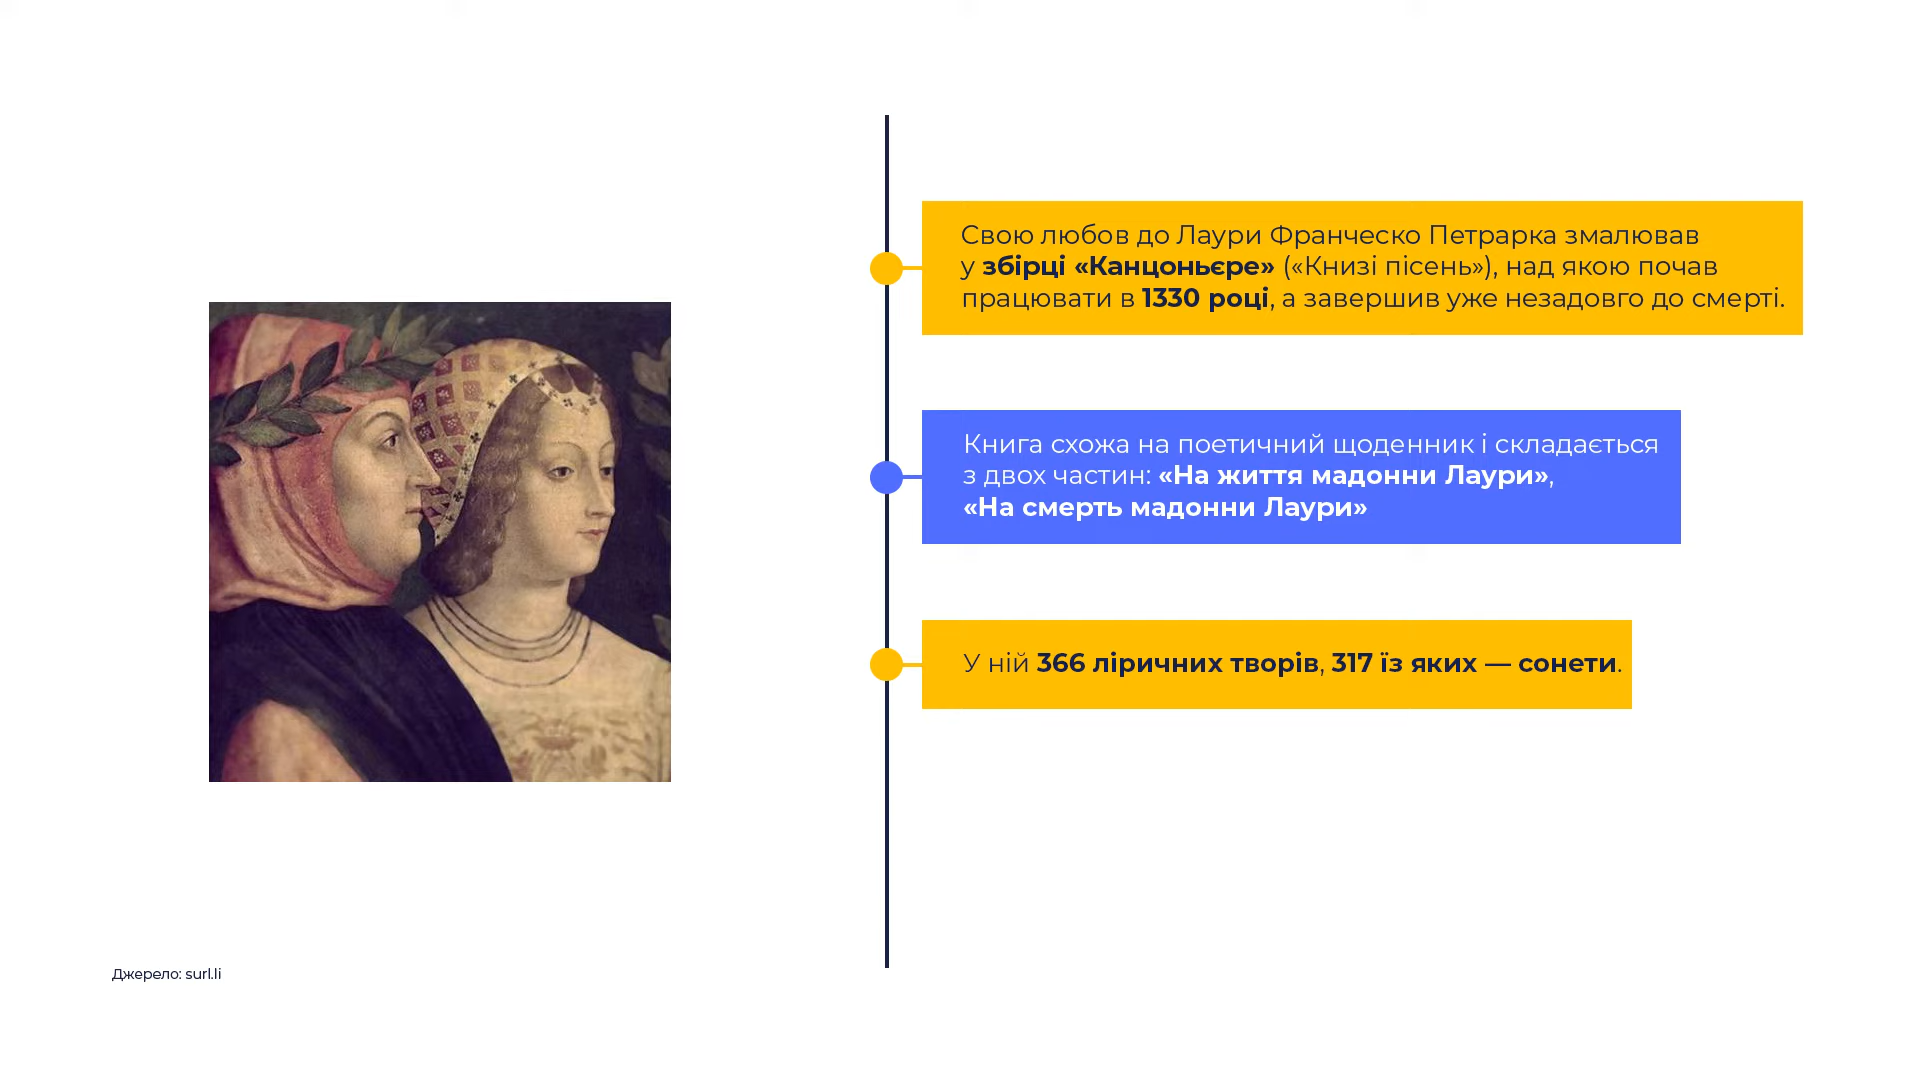 Свою любов до Лаури Франческо Петрарка змалював
у збірці «Канцоньєре» («Книзі пісень»), над якою почав
працювати в 1330 році, а завершив уже незадовго до смерті.
Книга схожа на поетичний щоденник і складається
з двох частин: «На життя мадонни Лаури»,
«На смерть мадонни Лаури»
У ній 366 ліричних творів, 317 їз яких — сонети.
Джерело: surl.li